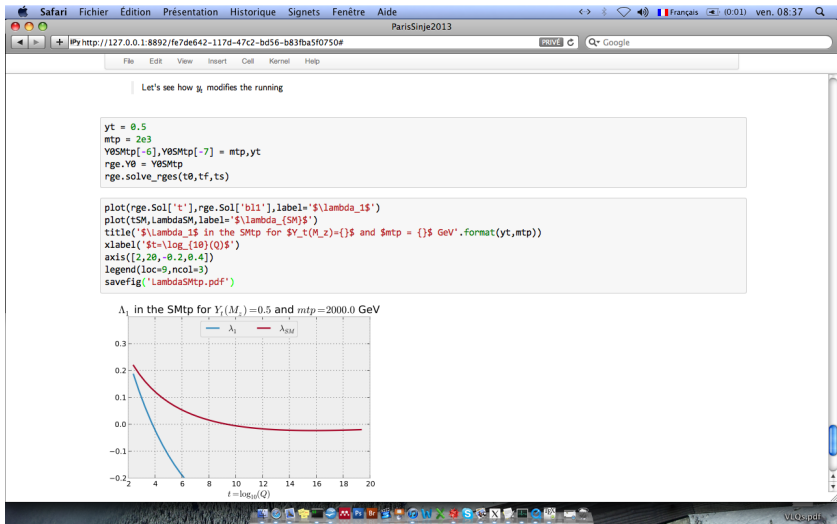 Safari Fichier Édition Présentation Historique Signets Fenêtre Aide Français (0:01) ven. 08:37
ParisSinje2013
IPy http://127.0.0.1:8892/fe7de642-117d-47c2-bd56-b83fba5f0750# PRIVÉ Google
File Edit View Insert Cell Kernel Help
Let's see how yₜ modifies the running
yt = 0.5
mtp = 2e3
Y0SMtp[-6],Y0SMtp[-7] = mtp,yt
rge.Y0 = Y0SMtp
rge.solve_rges(t0,tf,ts)
plot(rge.Sol['t'],rge.Sol['bl1'],label='$\lambda_1$')
plot(tSM,LambdaSM,label='$\lambda_{SM}$')
title('$\Lambda_1$ in the SMtp for $Y_t(M_z)={}$ and $mtp = {}$ GeV'.format(yt,mtp))
xlabel('$t=\log_{10}(Q)$')
axis([2,20,-0.2,0.4])
legend(loc=9,ncol=3)
savefig('LambdaSMtp.pdf')
Λ₁ in the SMtp for Yₜ(M_z)=0.5 and mtp=2000.0 GeV
λ₁ λ_SM
0.3
0.2
0.1
0.0
−0.1
−0.2
2 4 6 8 10 12 14 16 18 20
t=log₁₀(Q)
VLQs.pdf